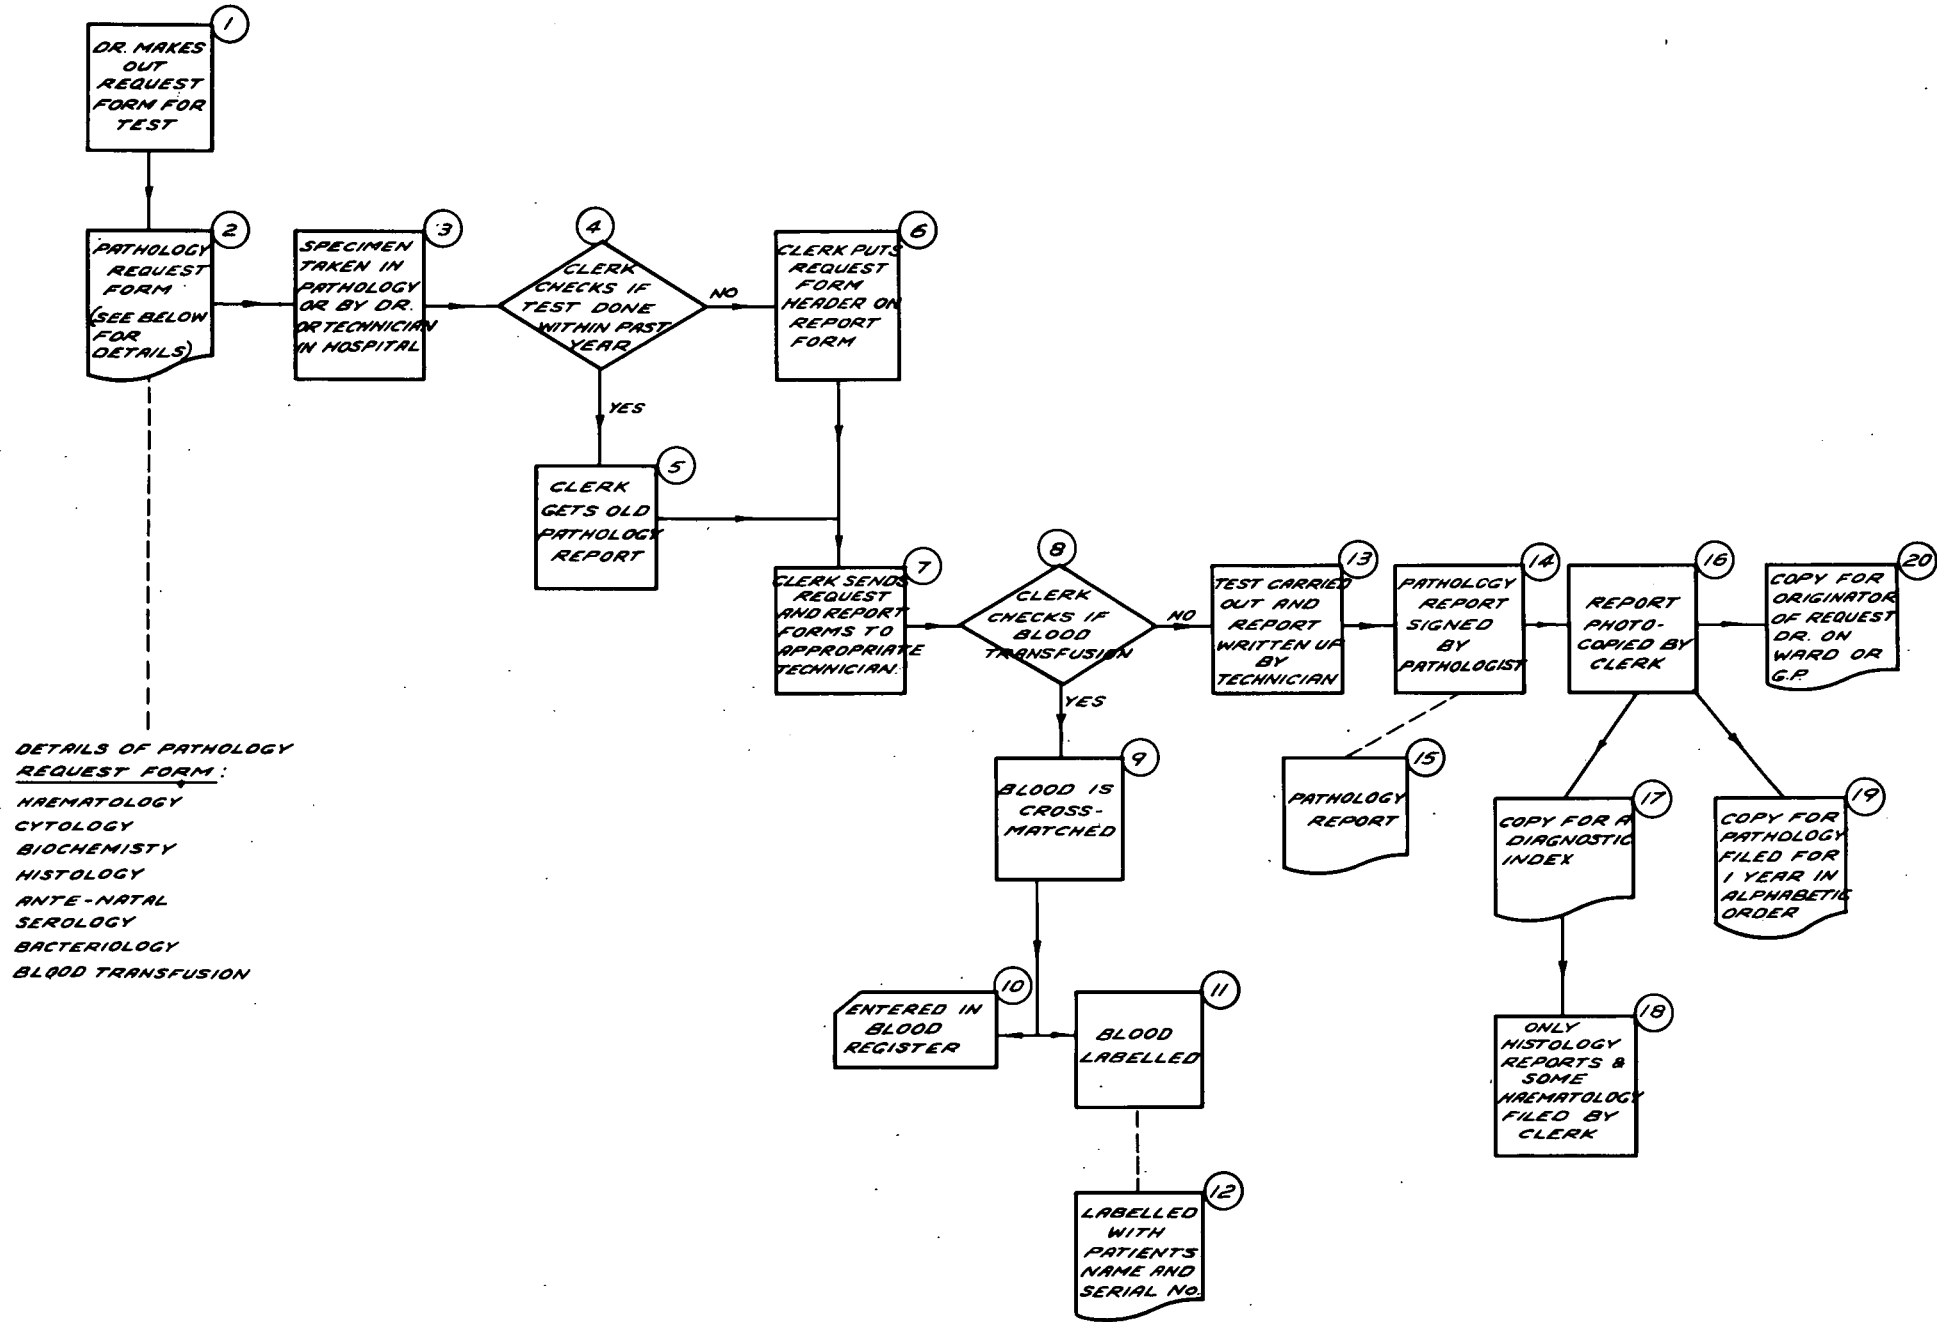 1
DR. MAKES
OUT
REQUEST
FORM FOR
TEST
2
PATHOLOGY
REQUEST
FORM
(SEE BELOW
FOR
DETAILS)
3
SPECIMEN
TAKEN IN
PATHOLOGY
OR BY DR.
OR TECHNICIAN
IN HOSPITAL
4
CLERK
CHECKS IF
TEST DONE
WITHIN PAST
YEAR
NO
YES
6
CLERK PUTS
REQUEST
FORM
HEADER ON
REPORT
FORM
5
CLERK
GETS OLD
PATHOLOGY
REPORT
7
CLERK SENDS
REQUEST
AND REPORT
FORMS TO
APPROPRIATE
TECHNICIAN.
8
CLERK
CHECKS IF
BLOOD
TRANSFUSION
NO
YES
13
TEST CARRIED
OUT AND
REPORT
WRITTEN UP
BY
TECHNICIAN
14
PATHOLOGY
REPORT
SIGNED
BY
PATHOLOGIST
16
REPORT
PHOTO-
COPIED BY
CLERK
20
COPY FOR
ORIGINATOR
OF REQUEST
DR. ON
WARD OR
G.P.
9
BLOOD IS
CROSS-
MATCHED
15
PATHOLOGY
REPORT
17
COPY FOR A
DIAGNOSTIC
INDEX
19
COPY FOR
PATHOLOGY
FILED FOR
1 YEAR IN
ALPHABETIC
ORDER
10
ENTERED IN
BLOOD
REGISTER
11
BLOOD
LABELLED
18
ONLY
HISTOLOGY
REPORTS &
SOME
HAEMATOLOGY
FILED BY
CLERK
12
LABELLED
WITH
PATIENTS
NAME AND
SERIAL NO.
DETAILS OF PATHOLOGY
REQUEST FORM:
HAEMATOLOGY
CYTOLOGY
BIOCHEMISTY
HISTOLOGY
ANTE-NATAL
SEROLOGY
BACTERIOLOGY
BLOOD TRANSFUSION